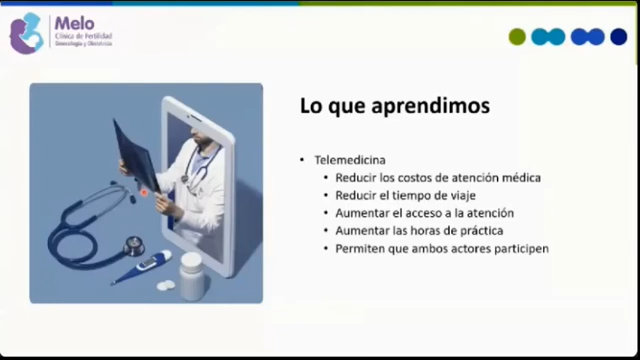 Melo
Clínica de Fertilidad
Ginecología y Obstetricia
Lo que aprendimos
• Telemedicina
• Reducir los costos de atención médica
• Reducir el tiempo de viaje
• Aumentar el acceso a la atención
• Aumentar las horas de práctica
• Permiten que ambos actores participen